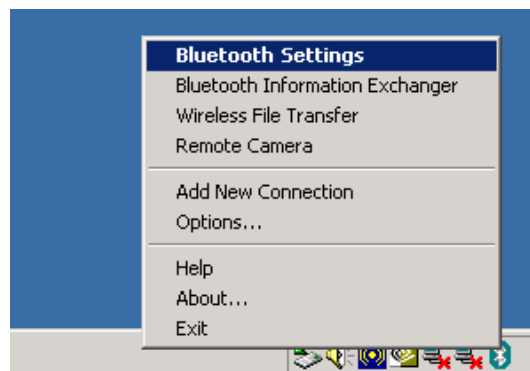 Bluetooth Settings
Bluetooth Information Exchanger
Wireless File Transfer
Remote Camera
Add New Connection
Options...
Help
About...
Exit